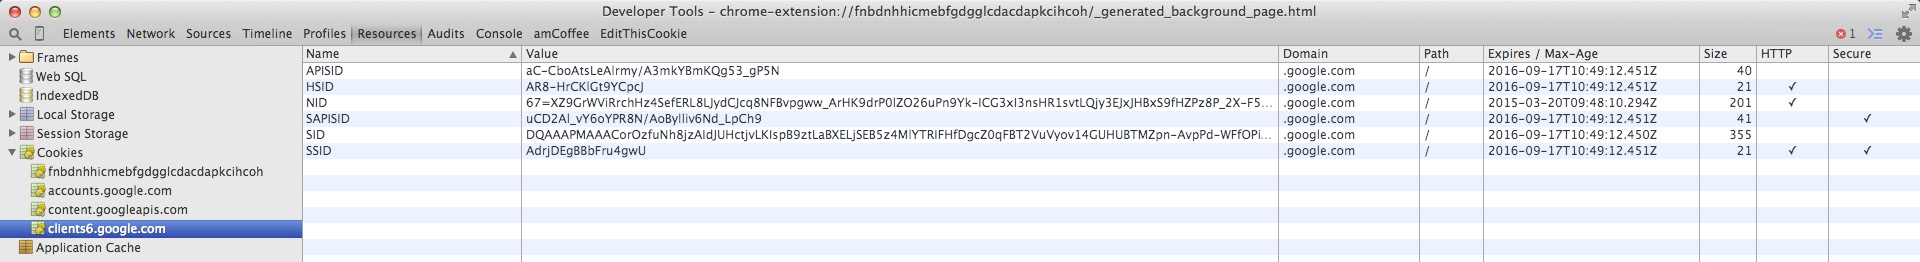 Developer Tools - chrome-extension://fnbdnhhicmebfgdgglcdacdapkcihcoh/_generated_background_page.html
Elements Network Sources Timeline Profiles Resources Audits Console amCoffee EditThisCookie 1
Frames
Web SQL
IndexedDB
Local Storage
Session Storage
Cookies
fnbdnhhicmebfgdgglcdacdapkcihcoh
accounts.google.com
content.googleapis.com
clients6.google.com
Application Cache
Name Value Domain Path Expires / Max-Age Size HTTP Secure
APISID aC-CboAtsLeAlrmy/A3mkYBmKQg53_gP5N .google.com / 2016-09-17T10:49:12.451Z 40
HSID AR8-HrCKlGt9YCpcJ .google.com / 2016-09-17T10:49:12.451Z 21 ✓
NID 67=XZ9GrWViRrchHz4SefERL8LJydCJcq8NFBvpgww_ArHK9drP0lZO26uPn9Yk-ICG3xI3nsHR1svtLQjy3EJxJHBxS9fHZPz8P_2X-F5... .google.com / 2015-03-20T09:48:10.294Z 201 ✓
SAPISID uCD2Al_vY6oYPR8N/AoBylliv6Nd_LpCh9 .google.com / 2016-09-17T10:49:12.451Z 41 ✓
SID DQAAAPMAAACorOzfuNh8jzAIdJUHctjvLKIspB9ztLaBXELjSEB5z4MlYTRIFHfDgcZ0qFBT2VuVyov14GUHUBTMZpn-AvpPd-WFfOPi... .google.com / 2016-09-17T10:49:12.450Z 355
SSID AdrjDEgBBbFru4gwU .google.com / 2016-09-17T10:49:12.451Z 21 ✓ ✓